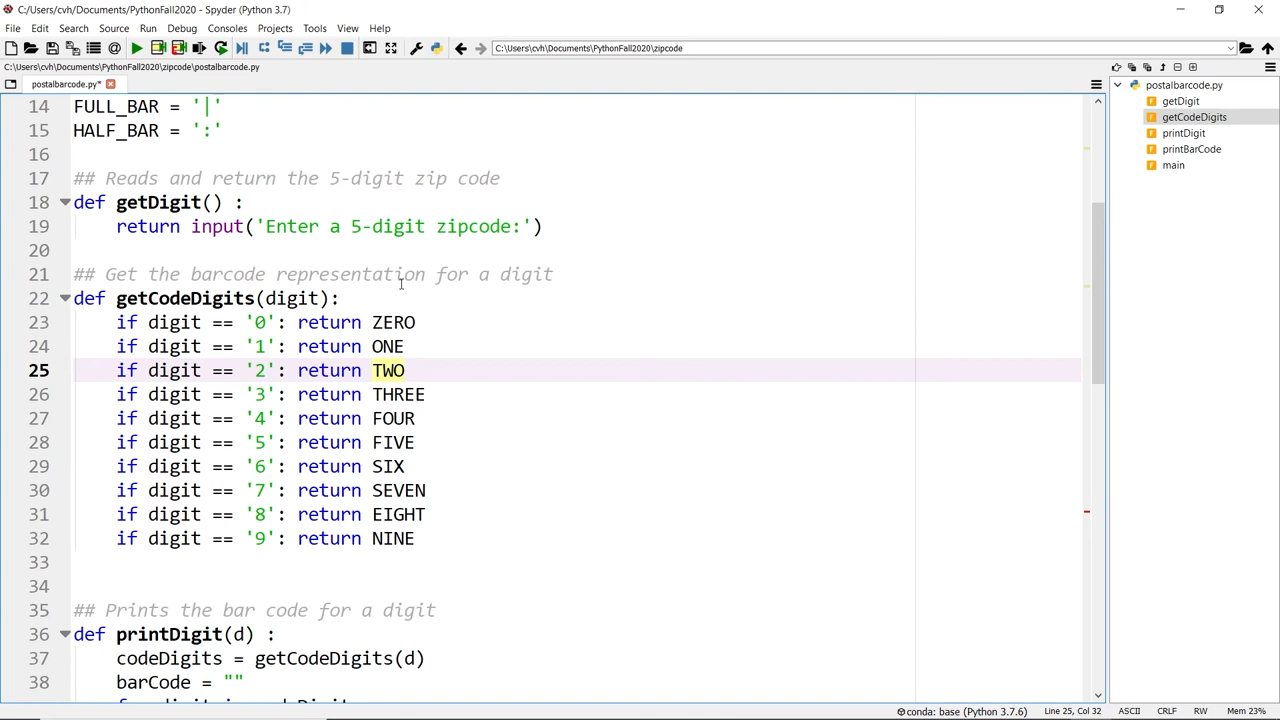 C:/Users/cvh/Documents/PythonFall2020 - Spyder (Python 3.7)
File Edit Search Source Run Debug Consoles Projects Tools View Help
C:\Users\cvh\Documents\PythonFall2020\zipcode
C:\Users\cvh\Documents\PythonFall2020\zipcode\postalbarcode.py
postalbarcode.py*
postalbarcode.py
getDigit
getCodeDigits
printDigit
printBarCode
main
14 FULL_BAR = '|'
15 HALF_BAR = ':'
16
17 ## Reads and return the 5-digit zip code
18 def getDigit() :
19 return input('Enter a 5-digit zipcode:')
20
21 ## Get the barcode representation for a digit
22 def getCodeDigits(digit):
23 if digit == '0': return ZERO
24 if digit == '1': return ONE
25 if digit == '2': return TWO
26 if digit == '3': return THREE
27 if digit == '4': return FOUR
28 if digit == '5': return FIVE
29 if digit == '6': return SIX
30 if digit == '7': return SEVEN
31 if digit == '8': return EIGHT
32 if digit == '9': return NINE
33
34
35 ## Prints the bar code for a digit
36 def printDigit(d) :
37 codeDigits = getCodeDigits(d)
38 barCode = ""
conda: base (Python 3.7.6) Line 25, Col 32 ASCII CRLF RW Mem 23%